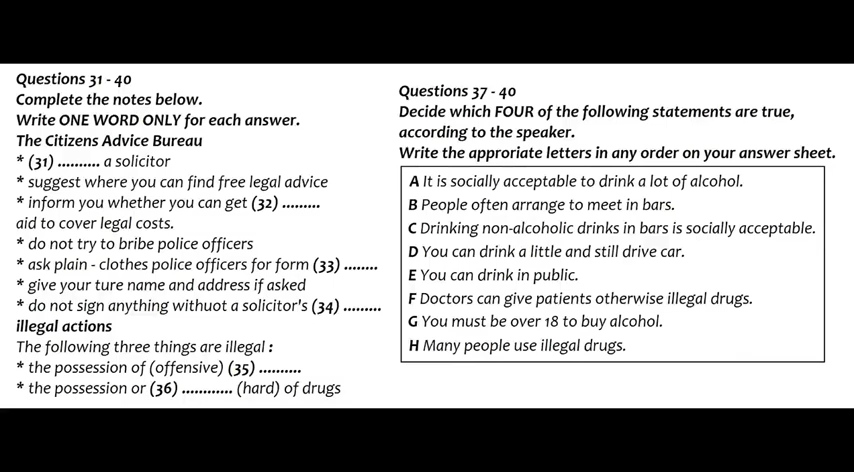 Questions 31 - 40
Complete the notes below.
Write ONE WORD ONLY for each answer.
The Citizens Advice Bureau
* (31) .......... a solicitor
* suggest where you can find free legal advice
* inform you whether you can get (32) .........
aid to cover legal costs.
* do not try to bribe police officers
* ask plain - clothes police officers for form (33) ........
* give your ture name and address if asked
* do not sign anything withuot a solicitor's (34) .........
illegal actions
The following three things are illegal :
* the possession of (offensive) (35) ..........
* the possession or (36) ............ (hard) of drugs
Questions 37 - 40
Decide which FOUR of the following statements are true,
according to the speaker.
Write the approriate letters in any order on your answer sheet.
A It is socially acceptable to drink a lot of alcohol.
B People often arrange to meet in bars.
C Drinking non-alcoholic drinks in bars is socially acceptable.
D You can drink a little and still drive car.
E You can drink in public.
F Doctors can give patients otherwise illegal drugs.
G You must be over 18 to buy alcohol.
H Many people use illegal drugs.